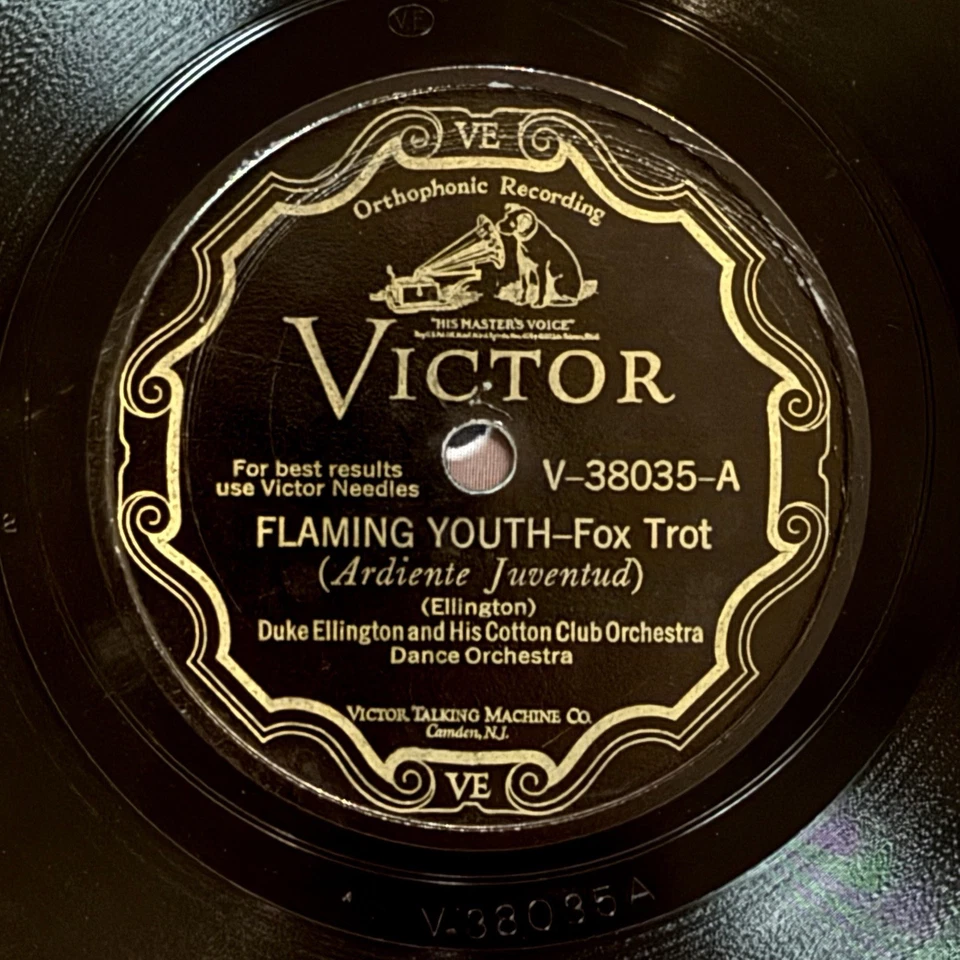 VE
VE
Orthophonic Recording
"HIS MASTER'S VOICE"
VICTOR
For best results
use Victor Needles
V-38035-A
FLAMING YOUTH-Fox Trot
(Ardiente Juventud)
(Ellington)
Duke Ellington and His Cotton Club Orchestra
Dance Orchestra
VICTOR TALKING MACHINE CO.
Camden, N.J.
VE
V-38035A